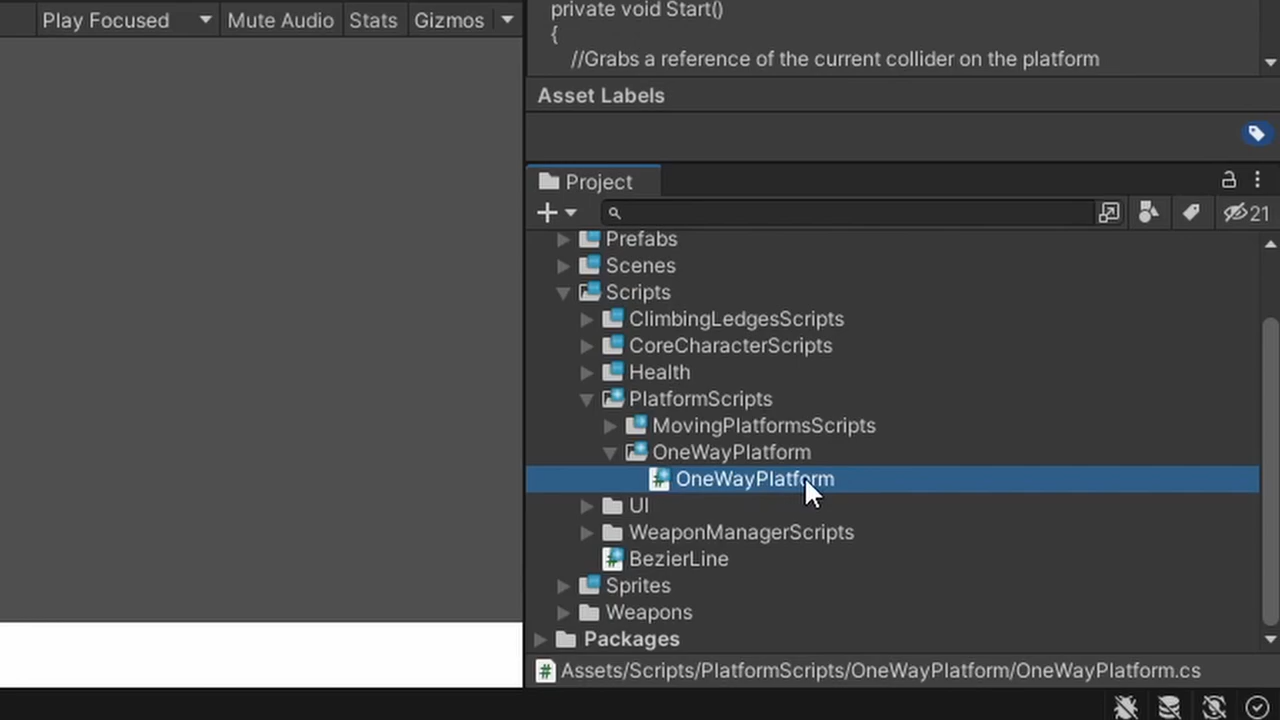 Play Focused Mute Audio Stats Gizmos
private void Start()
{
//Grabs a reference of the current collider on the platform
Asset Labels
Project
21
Prefabs
Scenes
Scripts
ClimbingLedgesScripts
CoreCharacterScripts
Health
PlatformScripts
MovingPlatformsScripts
OneWayPlatform
OneWayPlatform
UI
WeaponManagerScripts
BezierLine
Sprites
Weapons
Packages
Assets/Scripts/PlatformScripts/OneWayPlatform/OneWayPlatform.cs